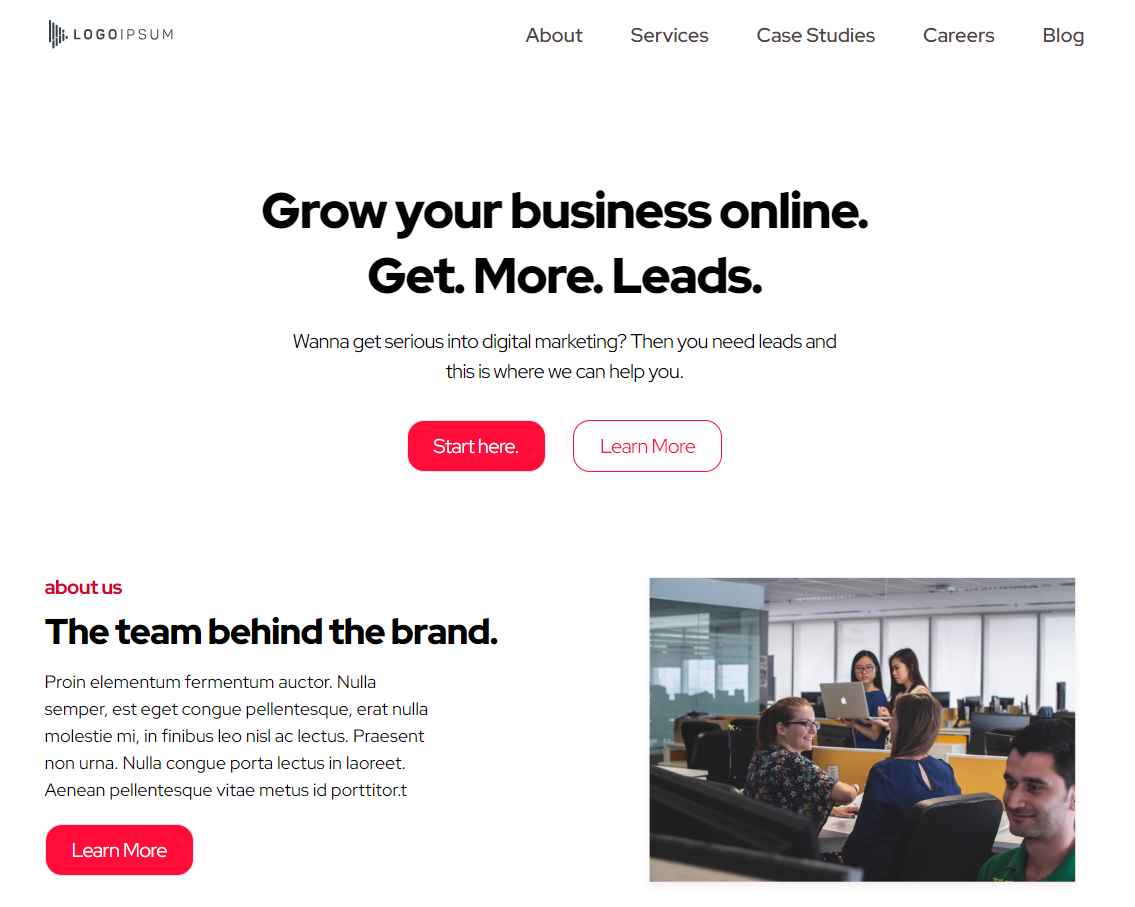 LOGOIPSUM
About Services Case Studies Careers Blog
Grow your business online.
Get. More. Leads.
Wanna get serious into digital marketing? Then you need leads and
this is where we can help you.
Start here. Learn More
about us
The team behind the brand.
Proin elementum fermentum auctor. Nulla
semper, est eget congue pellentesque, erat nulla
molestie mi, in finibus leo nisl ac lectus. Praesent
non urna. Nulla congue porta lectus in laoreet.
Aenean pellentesque vitae metus id porttitor.t
Learn More